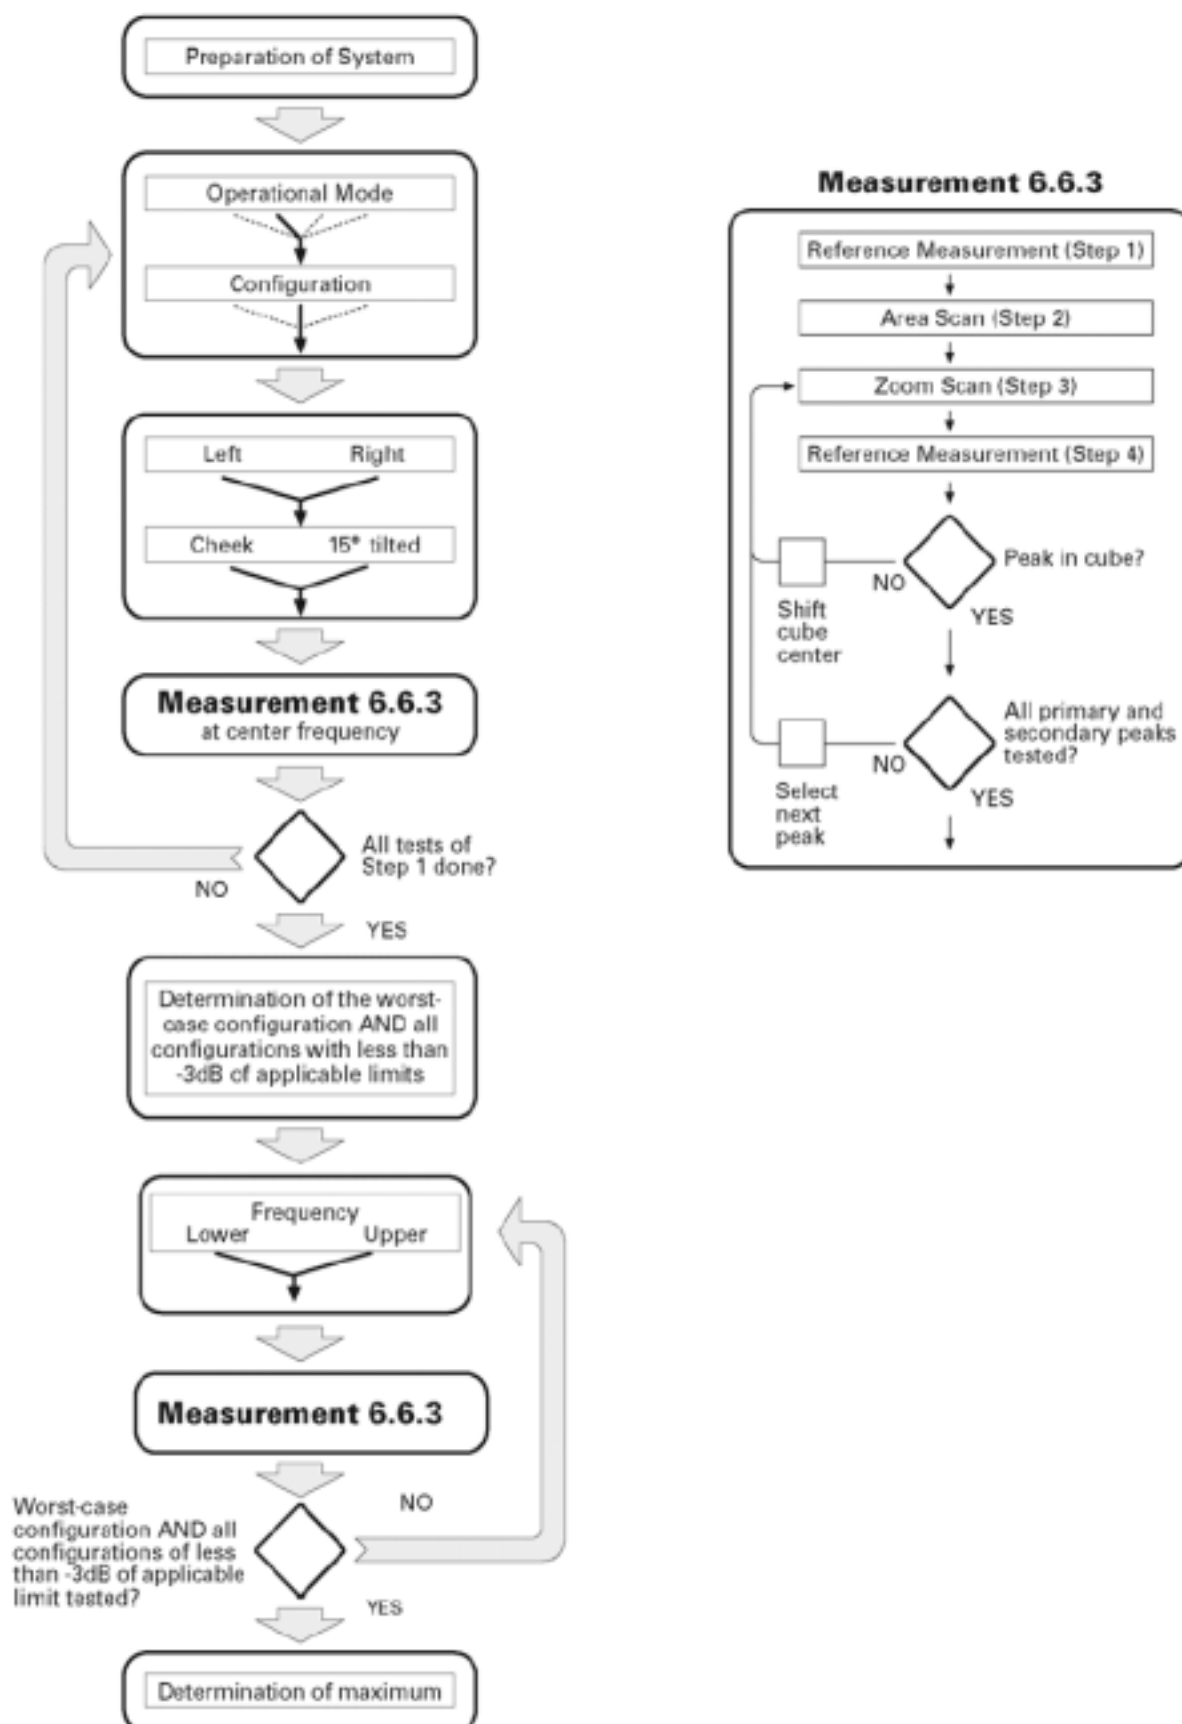 Preparation of System
Operational Mode
Configuration
Left Right
Cheek 15° tilted
Measurement 6.6.3
at center frequency
All tests of
Step 1 done?
NO
YES
Determination of the worst-
case configuration AND all
configurations with less than
-3dB of applicable limits
Frequency
Lower Upper
Measurement 6.6.3
Worst-case
configuration AND all
configurations of less
than -3dB of applicable
limit tested?
NO
YES
Determination of maximum
Measurement 6.6.3
Reference Measurement (Step 1)
Area Scan (Step 2)
Zoom Scan (Step 3)
Reference Measurement (Step 4)
Peak in cube?
NO
YES
Shift
cube
center
All primary and
secondary peaks
tested?
NO
YES
Select
next
peak